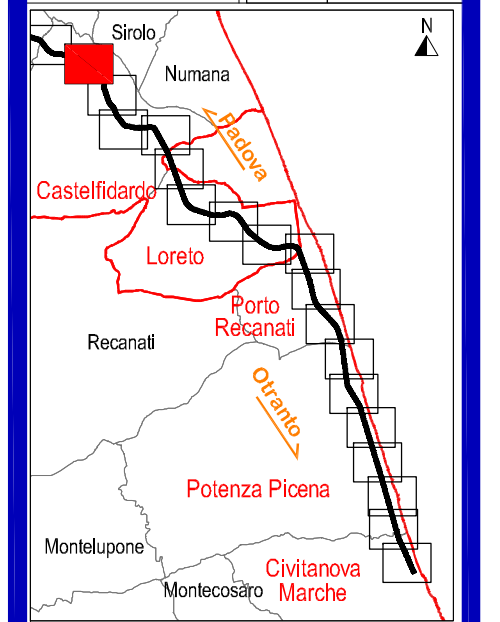 Sirolo
N
Numana
Padova
Castelfidardo
Loreto
Porto
Recanati
Recanati
Otranto
Potenza Picena
Montelupone
Civitanova
Marche
Montecosaro